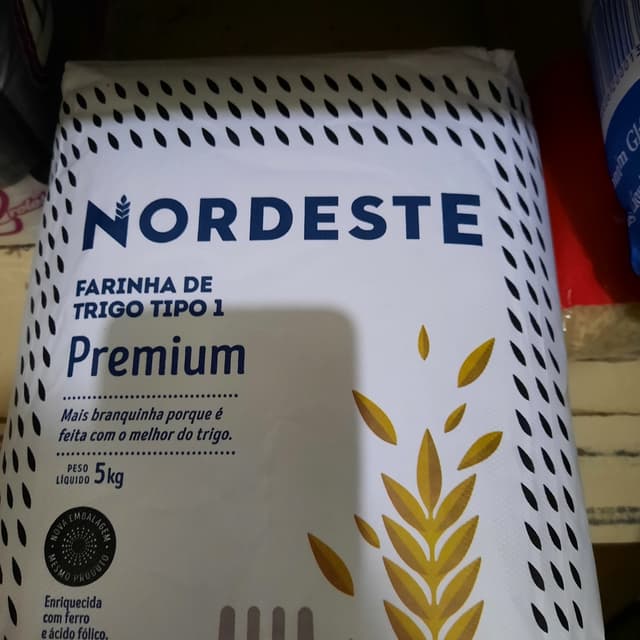 NORDESTE
FARINHA DE
TRIGO TIPO 1
Premium
Mais branquinha porque é
feita com o melhor do trigo.
PESO
LÍQUIDO 5kg
NOVA EMBALAGEM
MESMO PRODUTO
Enriquecida
com ferro
e ácido fólico.